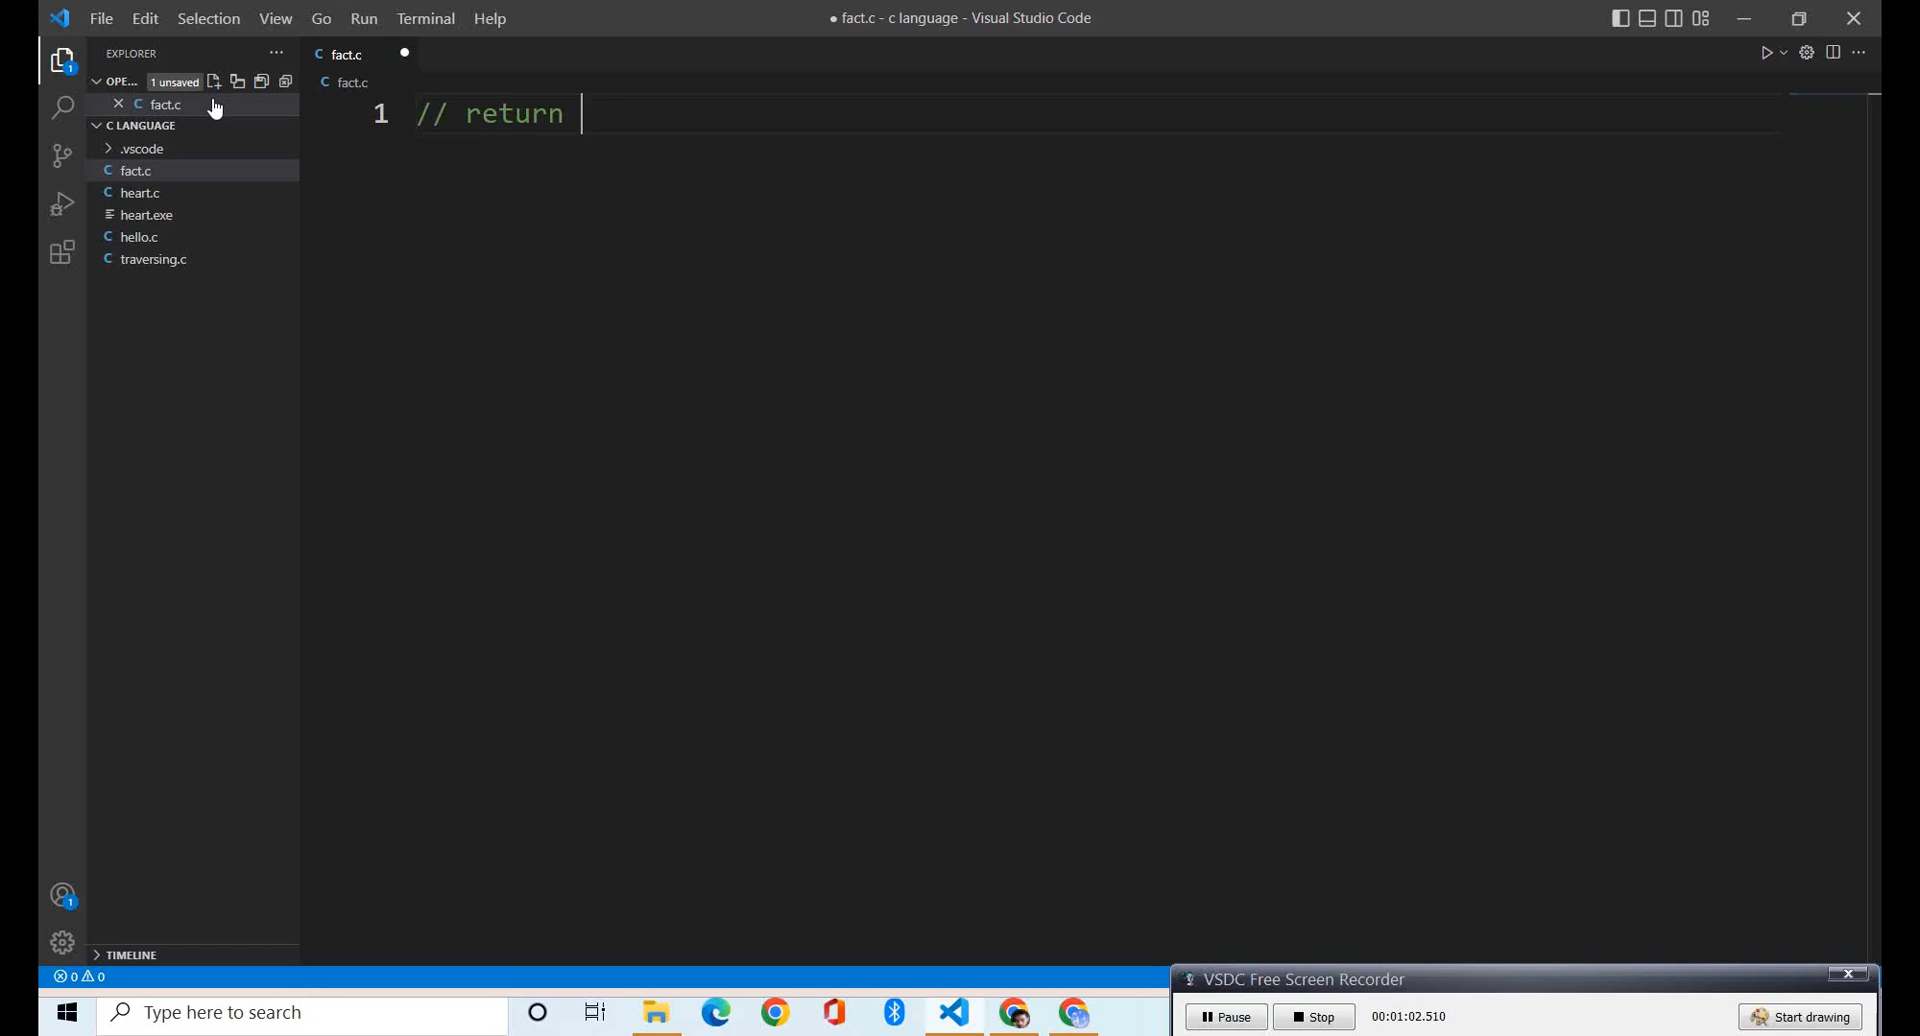 File Edit Selection View Go Run Terminal Help
● fact.c - c language - Visual Studio Code
EXPLORER
OPE... 1 unsaved
fact.c
C LANGUAGE
.vscode
fact.c
heart.c
heart.exe
hello.c
traversing.c
TIMELINE
fact.c
fact.c
1 // return
1
1
0 0
VSDC Free Screen Recorder
Pause Stop 00:01:02.510 Start drawing
Type here to search